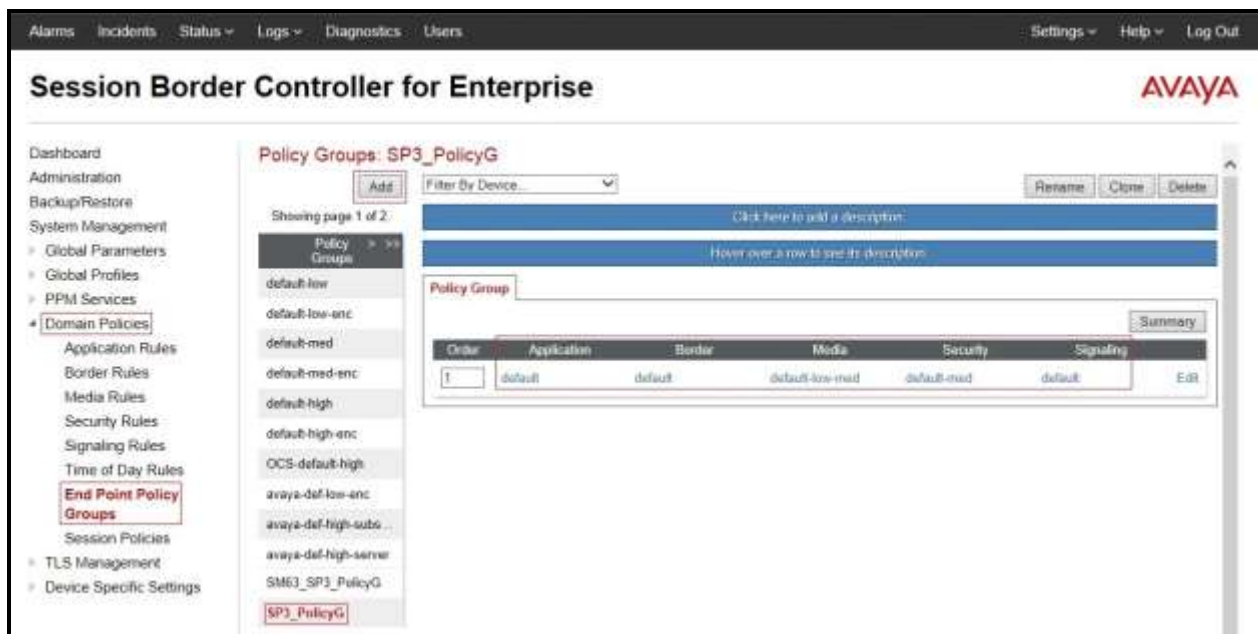 Alarms Incidents Status Logs Diagnostics Users Settings Help Log Out
Session Border Controller for Enterprise
AVAYA
Dashboard
Administration
Backup/Restore
System Management
Global Parameters
Global Profiles
PPM Services
Domain Policies
Application Rules
Border Rules
Media Rules
Security Rules
Signaling Rules
Time of Day Rules
End Point Policy
Groups
Session Policies
TLS Management
Device Specific Settings
Policy Groups: SP3_PolicyG
Add
Filter By Device...
Rename Clone Delete
Showing page 1 of 2.
Policy > >>
Groups
default-low
default-low-enc
default-med
default-med-enc
default-high
default-high-enc
OCS-default-high
avaya-def-low-enc
avaya-def-high-subs...
avaya-def-high-server
SM63_SP3_PolicyG
SP3_PolicyG
Click here to add a description.
Hover over a row to see its description.
Policy Group
Summary
Order Application Border Media Security Signaling
1 default default default-low-med default-med default Edit